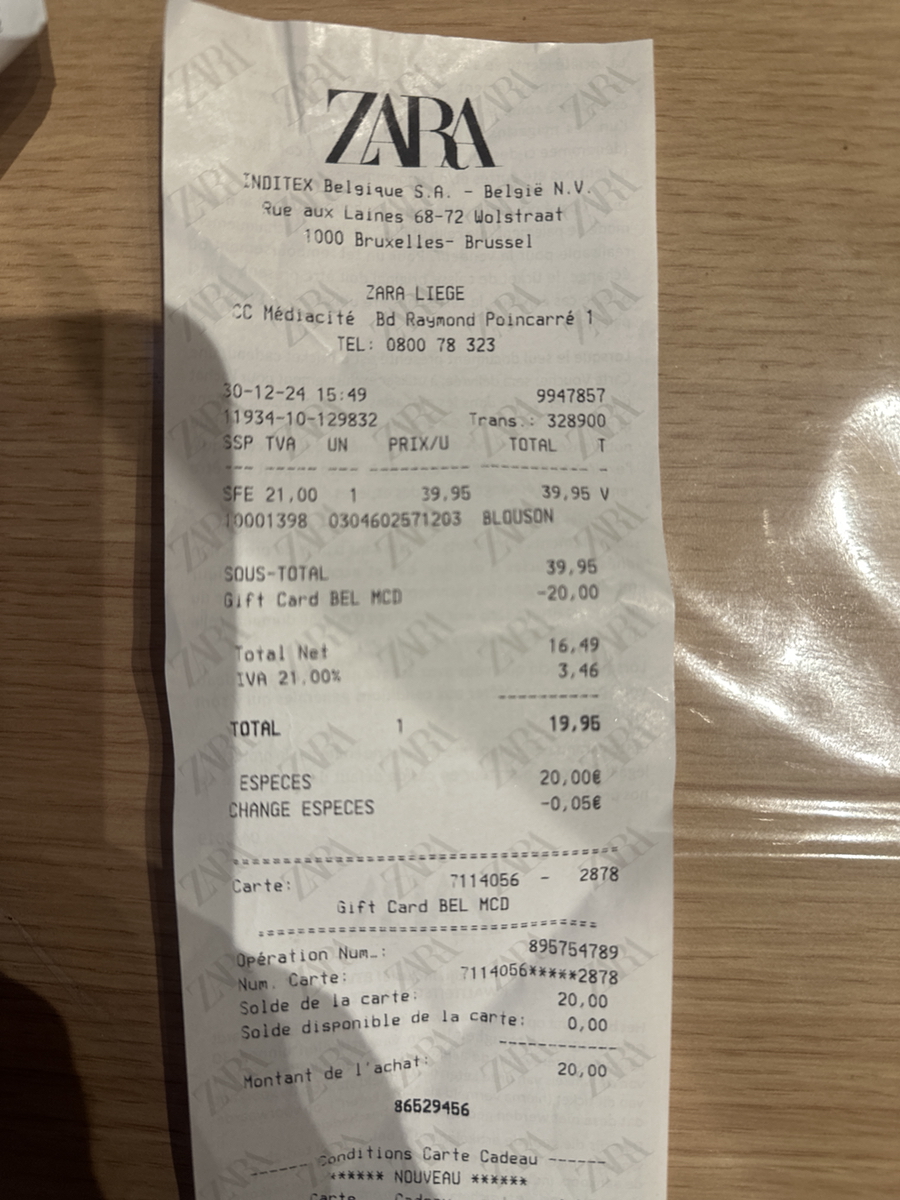 ZARA
INDITEX Belgique S.A. - België N.V.
Rue aux Laines 68-72 Wolstraat
1000 Bruxelles- Brussel
ZARA LIEGE
CC Médiacité Bd Raymond Poincarré 1
TEL: 0800 78 323
30-12-24 15:49 9947857
11934-10-129832 Trans.: 328900
SSP TVA UN PRIX/U TOTAL T
--- ----- --- ---------- ----------- -
SFE 21,00 1 39,95 39,95 V
10001398 0304602571203 BLOUSON
SOUS-TOTAL 39,95
Gift Card BEL MCD -20,00
Total Net 16,49
IVA 21.00% 3,46
----------
TOTAL 1 19,95
ESPECES 20,00€
CHANGE ESPECES -0,05€
========================================
Carte: 7114056 - 2878
Gift Card BEL MCD
===================================
Opération Num.: 895754789
Num. Carte: 7114056*****2878
Solde de la carte: 20,00
Solde disponible de la carte: 0,00
------------
Montant de l'achat: 20,00
86529456
------ Conditions Carte Cadeau ------
****** NOUVEAU ******
Carte Cadeau